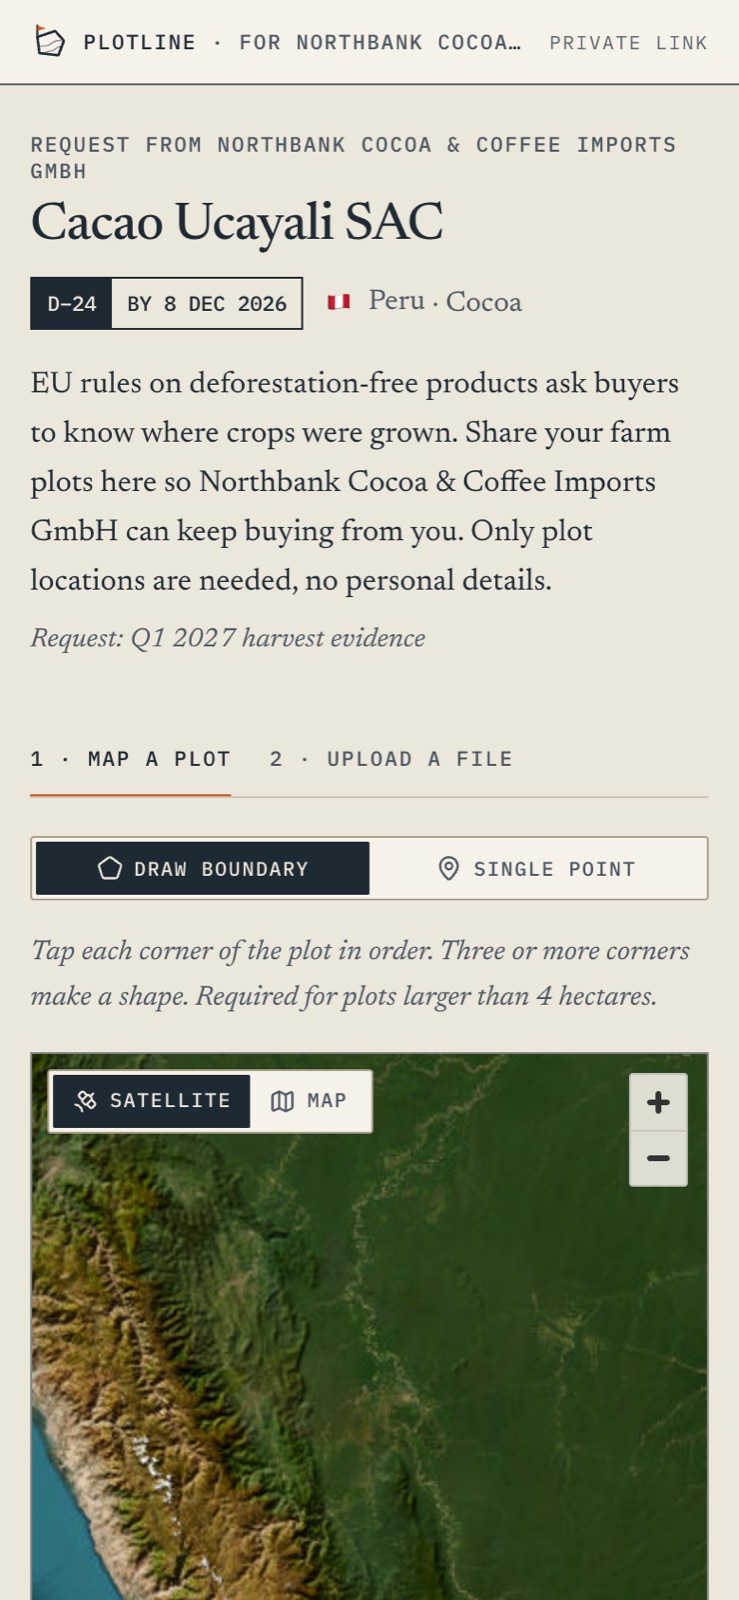 PLOTLINE · FOR NORTHBANK COCOA… PRIVATE LINK
REQUEST FROM NORTHBANK COCOA & COFFEE IMPORTS
GMBH
Cacao Ucayali SAC
D−24 BY 8 DEC 2026 Peru · Cocoa
EU rules on deforestation-free products ask buyers
to know where crops were grown. Share your farm
plots here so Northbank Cocoa & Coffee Imports
GmbH can keep buying from you. Only plot
locations are needed, no personal details.
Request: Q1 2027 harvest evidence
1 · MAP A PLOT 2 · UPLOAD A FILE
DRAW BOUNDARY SINGLE POINT
Tap each corner of the plot in order. Three or more corners
make a shape. Required for plots larger than 4 hectares.
SATELLITE MAP